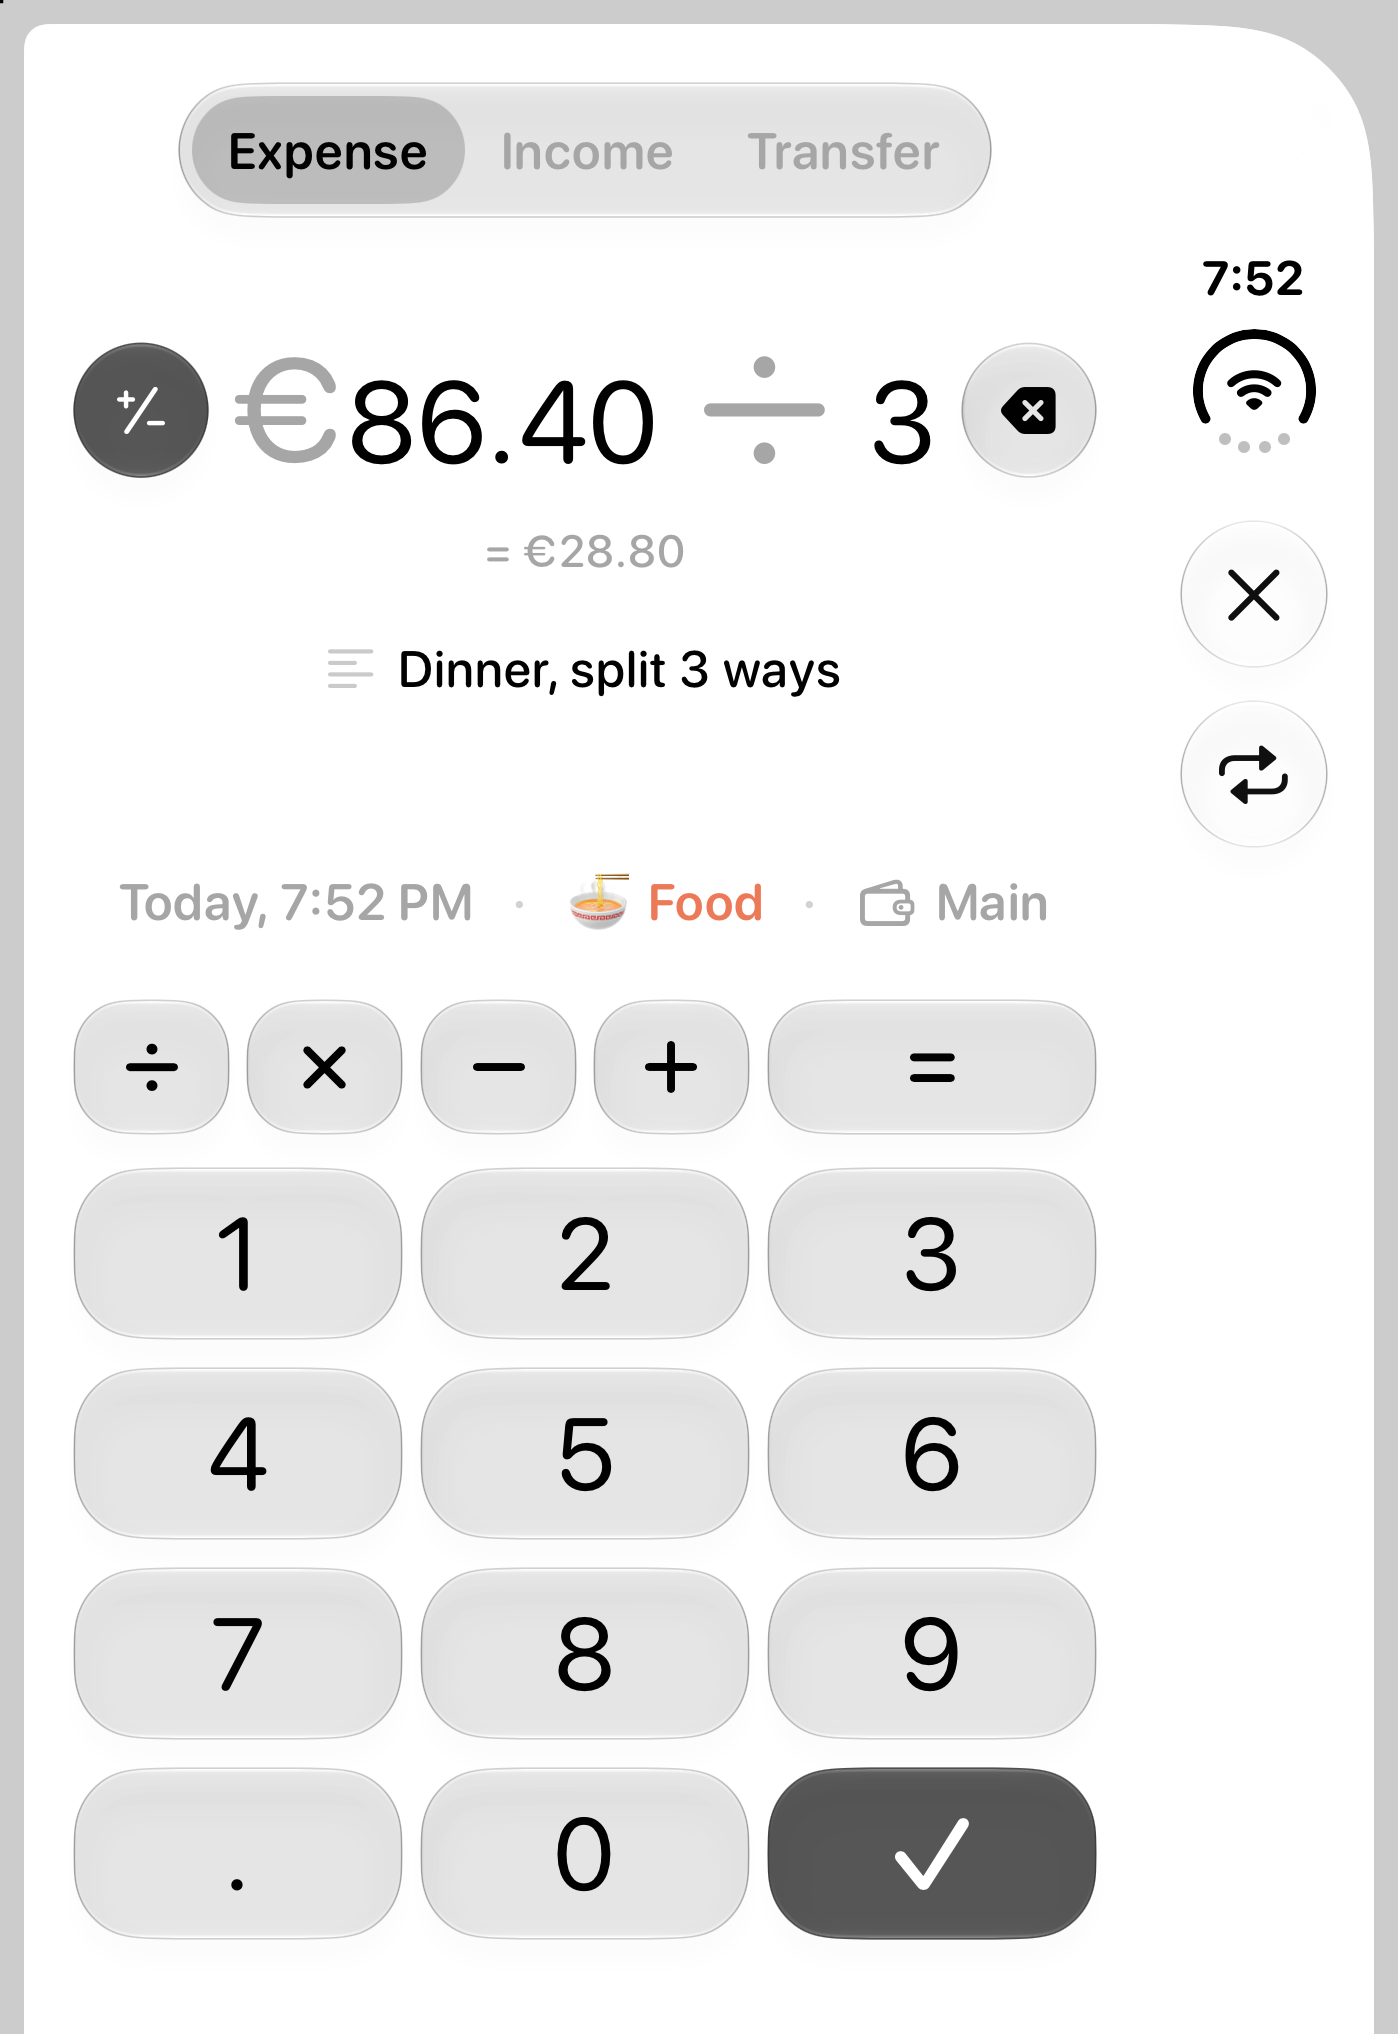 Expense Income Transfer
7:52
+/- €86.40 ÷ 3
= €28.80
Dinner, split 3 ways
Today, 7:52 PM · Food · Main
÷ × − + =
1 2 3
4 5 6
7 8 9
. 0